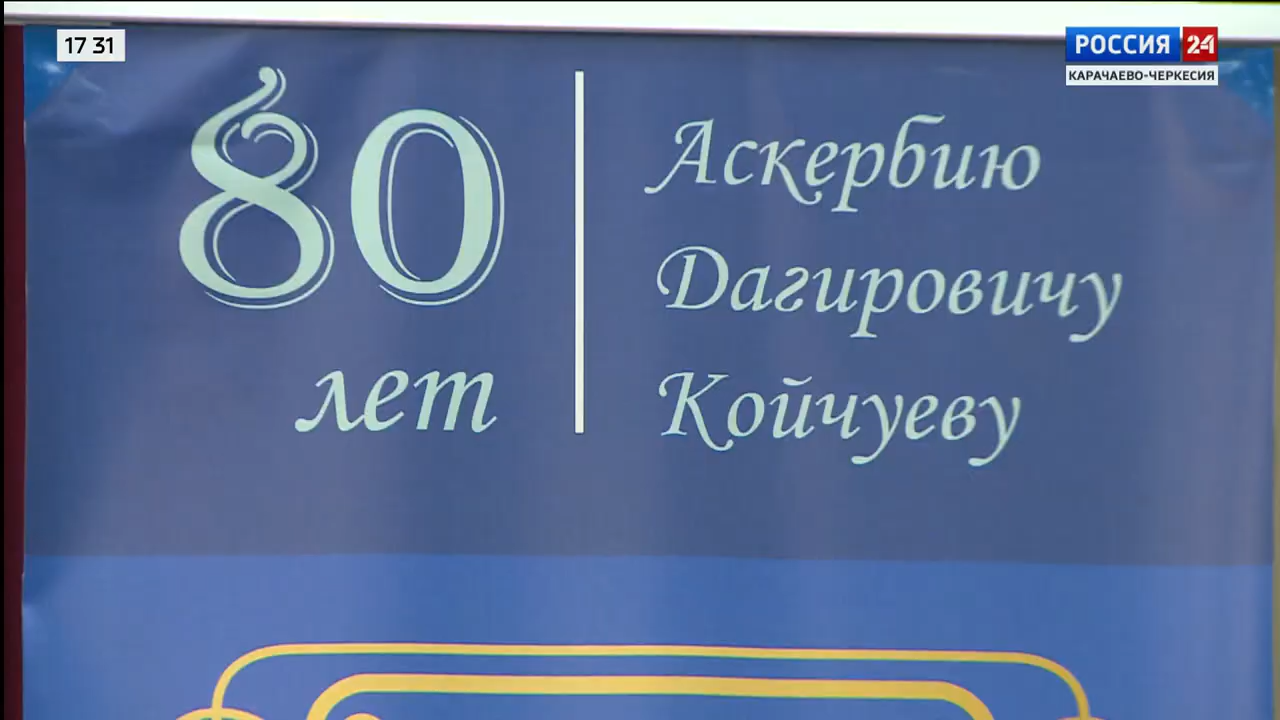 17 31
РОССИЯ 24
КАРАЧАЕВО-ЧЕРКЕСИЯ
80
лет
Аскербию
Дагировичу
Койчуеву